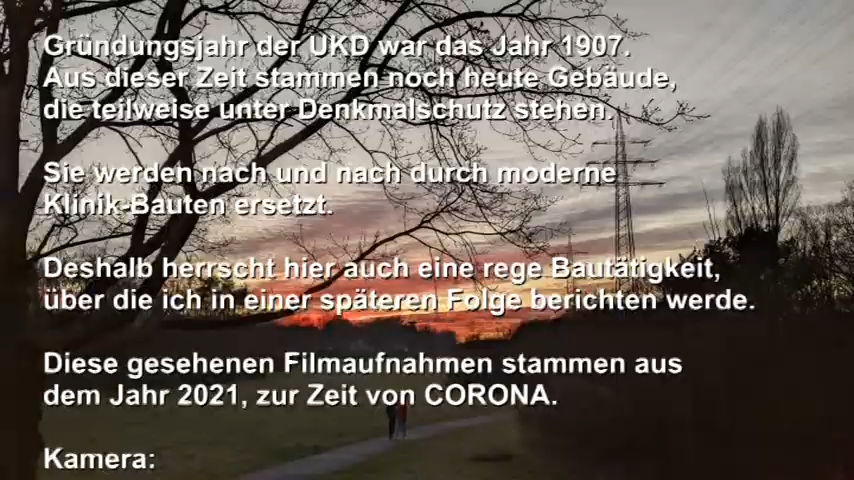 Gründungsjahr der UKD war das Jahr 1907.
Aus dieser Zeit stammen noch heute Gebäude,
die teilweise unter Denkmalschutz stehen.
Sie werden nach und nach durch moderne
Klinik-Bauten ersetzt.
Deshalb herrscht hier auch eine rege Bautätigkeit,
über die ich in einer späteren Folge berichten werde.
Diese gesehenen Filmaufnahmen stammen aus
dem Jahr 2021, zur Zeit von CORONA.
Kamera: